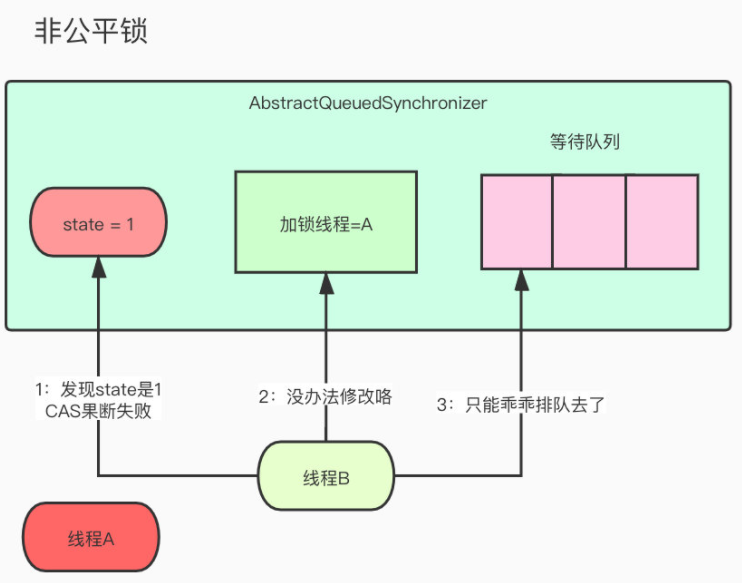 非公平锁
AbstractQueuedSynchronizer
等待队列
state = 1
加锁线程=A
1：发现state是1
CAS果断失败
2：没办法修改咯
3：只能乖乖排队去了
线程B
线程A